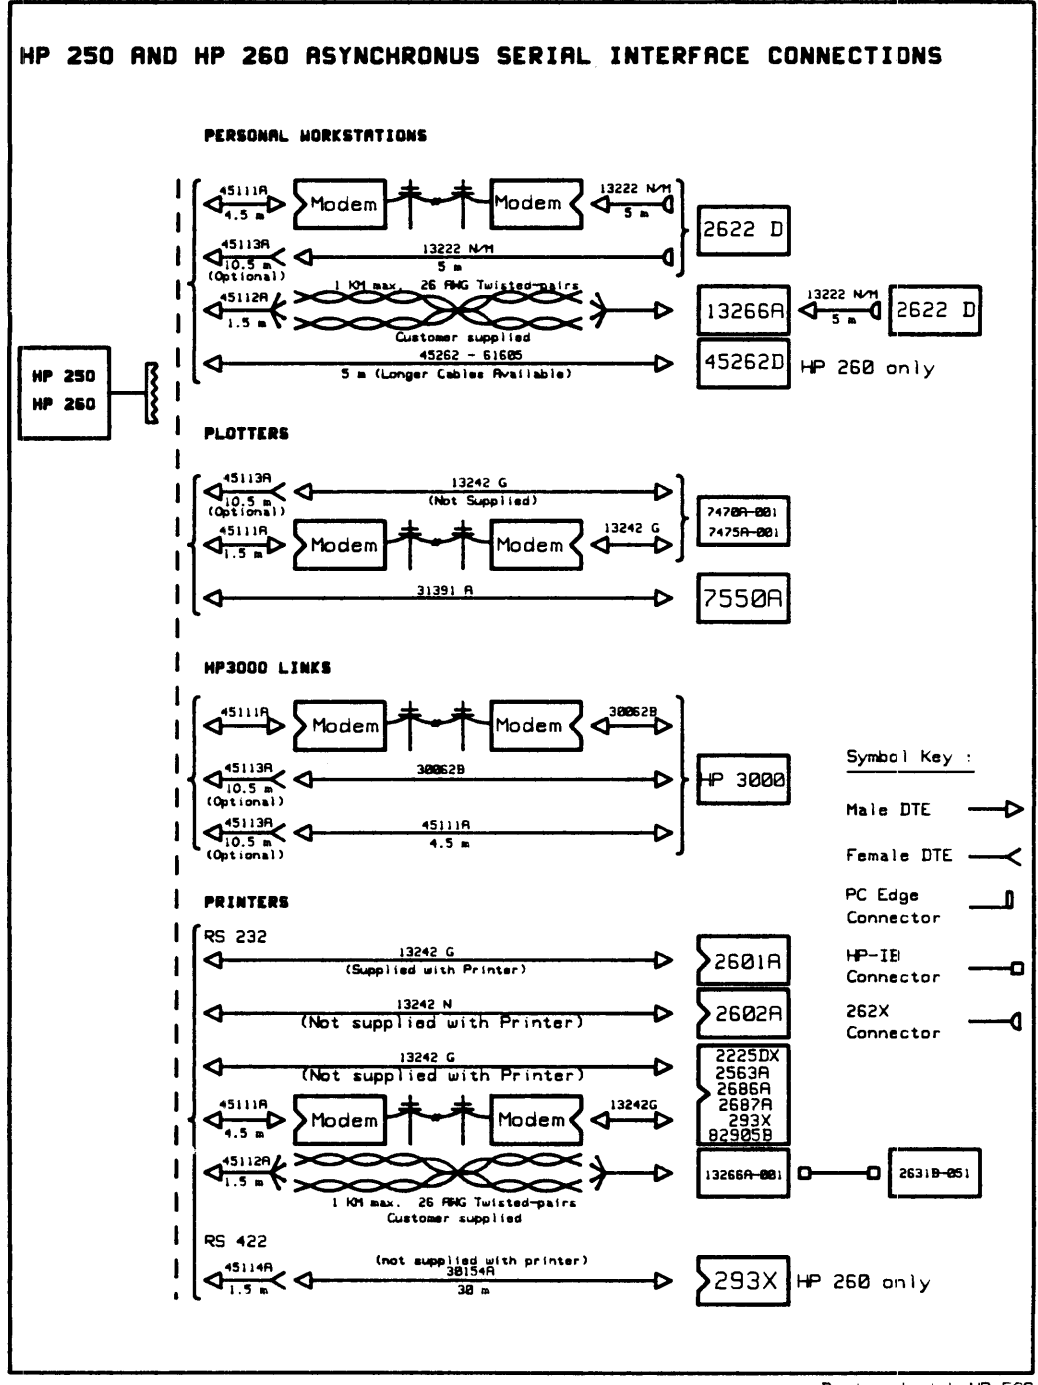 HP 250 AND HP 260 ASYNCHRONUS SERIAL INTERFACE CONNECTIONS
PERSONAL WORKSTATIONS
45111A
4.5 m
Modem
Modem
13222 N/M
5 m
2622 D
45113A
10.5 m
(Optional)
13222 N/M
5 m
1 KM max. 26 AWG Twisted-pairs
45112A
1.5 m
Customer supplied
13266A
13222 N/M
5 m
2622 D
45262 - 61605
5 m (Longer Cables Available)
45262D
HP 260 only
HP 250
HP 260
PLOTTERS
45113A
10.5 m
(Optional)
13242 G
(Not Supplied)
7470A-001
7475A-001
45111A
1.5 m
Modem
Modem
13242 G
31391 A
7550A
HP3000 LINKS
45111A
Modem
Modem
30062B
45113A
10.5 m
(Optional)
30062B
HP 3000
45113A
10.5 m
(Optional)
45111A
4.5 m
Symbol Key :
Male DTE
Female DTE
PC Edge
Connector
HP-IB
Connector
262X
Connector
PRINTERS
RS 232
13242 G
(Supplied with Printer)
2601A
13242 N
(Not supplied with Printer)
2602A
13242 G
(Not supplied with Printer)
2225DX
2563A
2686A
2687A
293X
82905B
45111A
4.5 m
Modem
Modem
13242G
45112A
1.5 m
1 KM max. 26 AWG Twisted-pairs
Customer supplied
13266A-001
2631B-051
RS 422
45114A
1.5 m
(not supplied with printer)
30154A
30 m
293X
HP 260 only